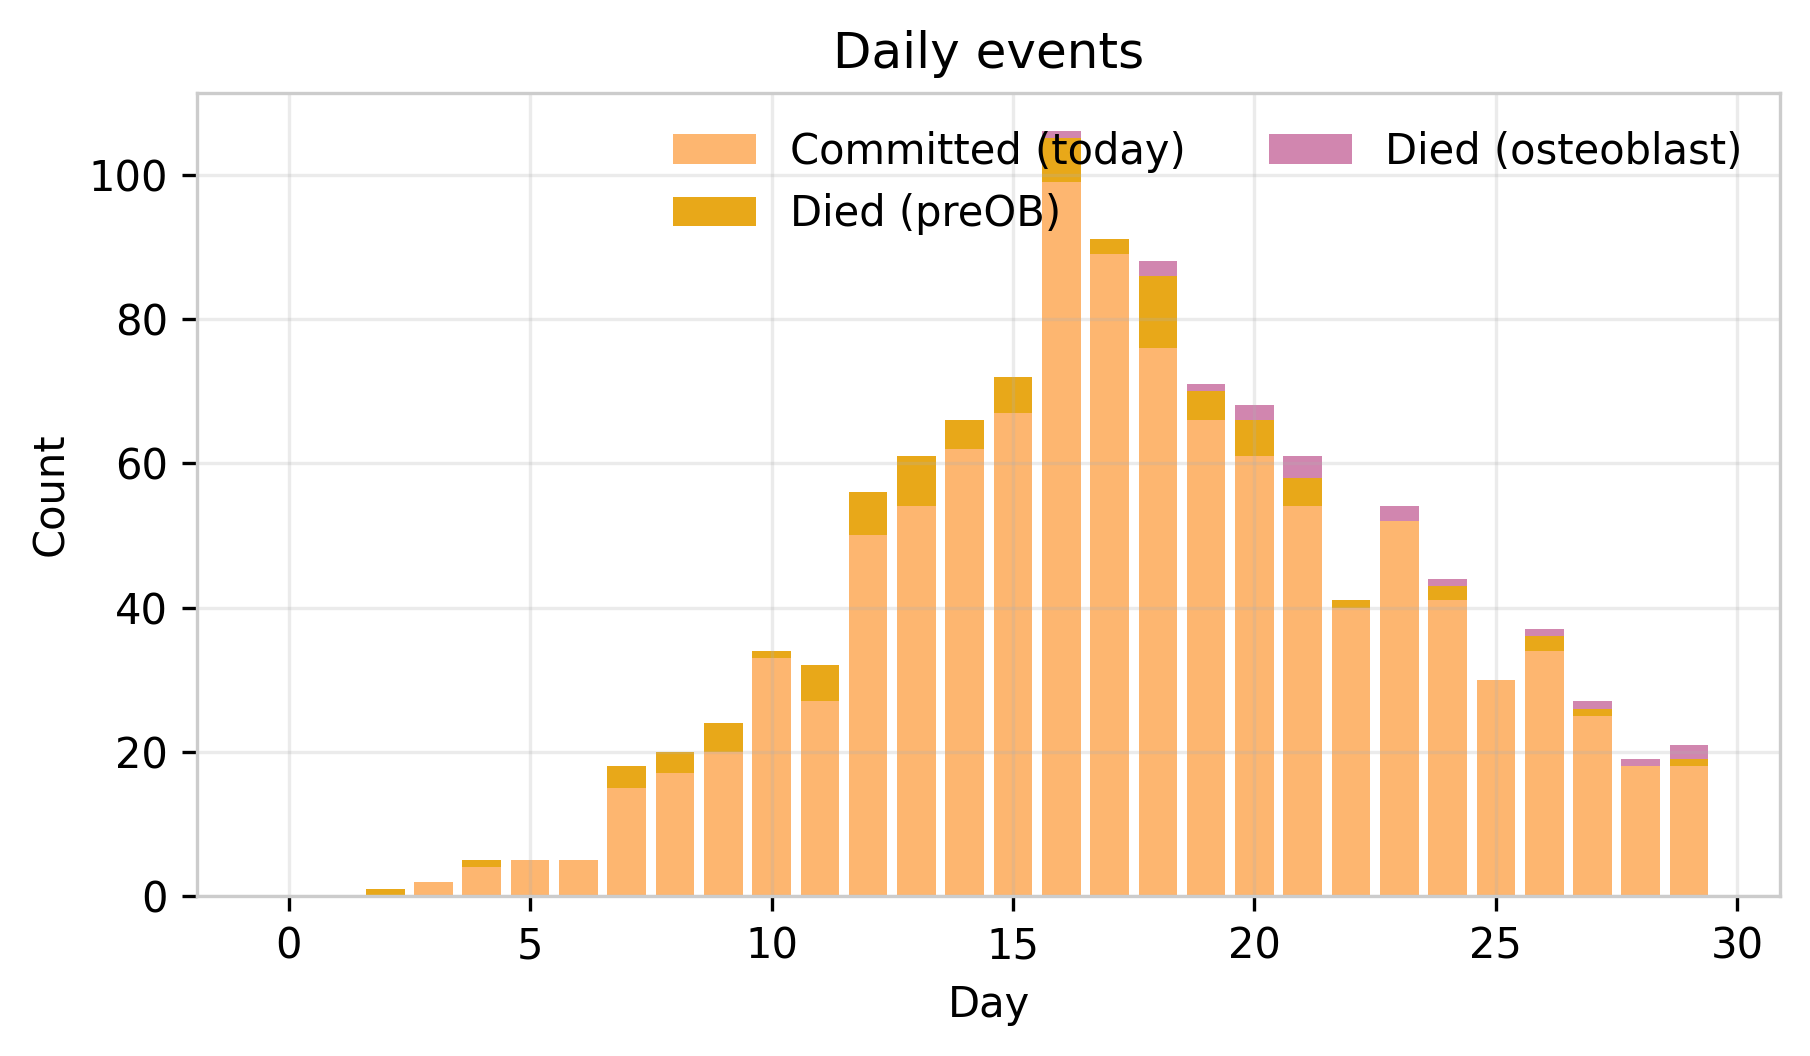 Daily events
Committed (today)
Died (preOB)
Died (osteoblast)
Count
100
80
60
40
20
0
0 5 10 15 20 25 30
Day